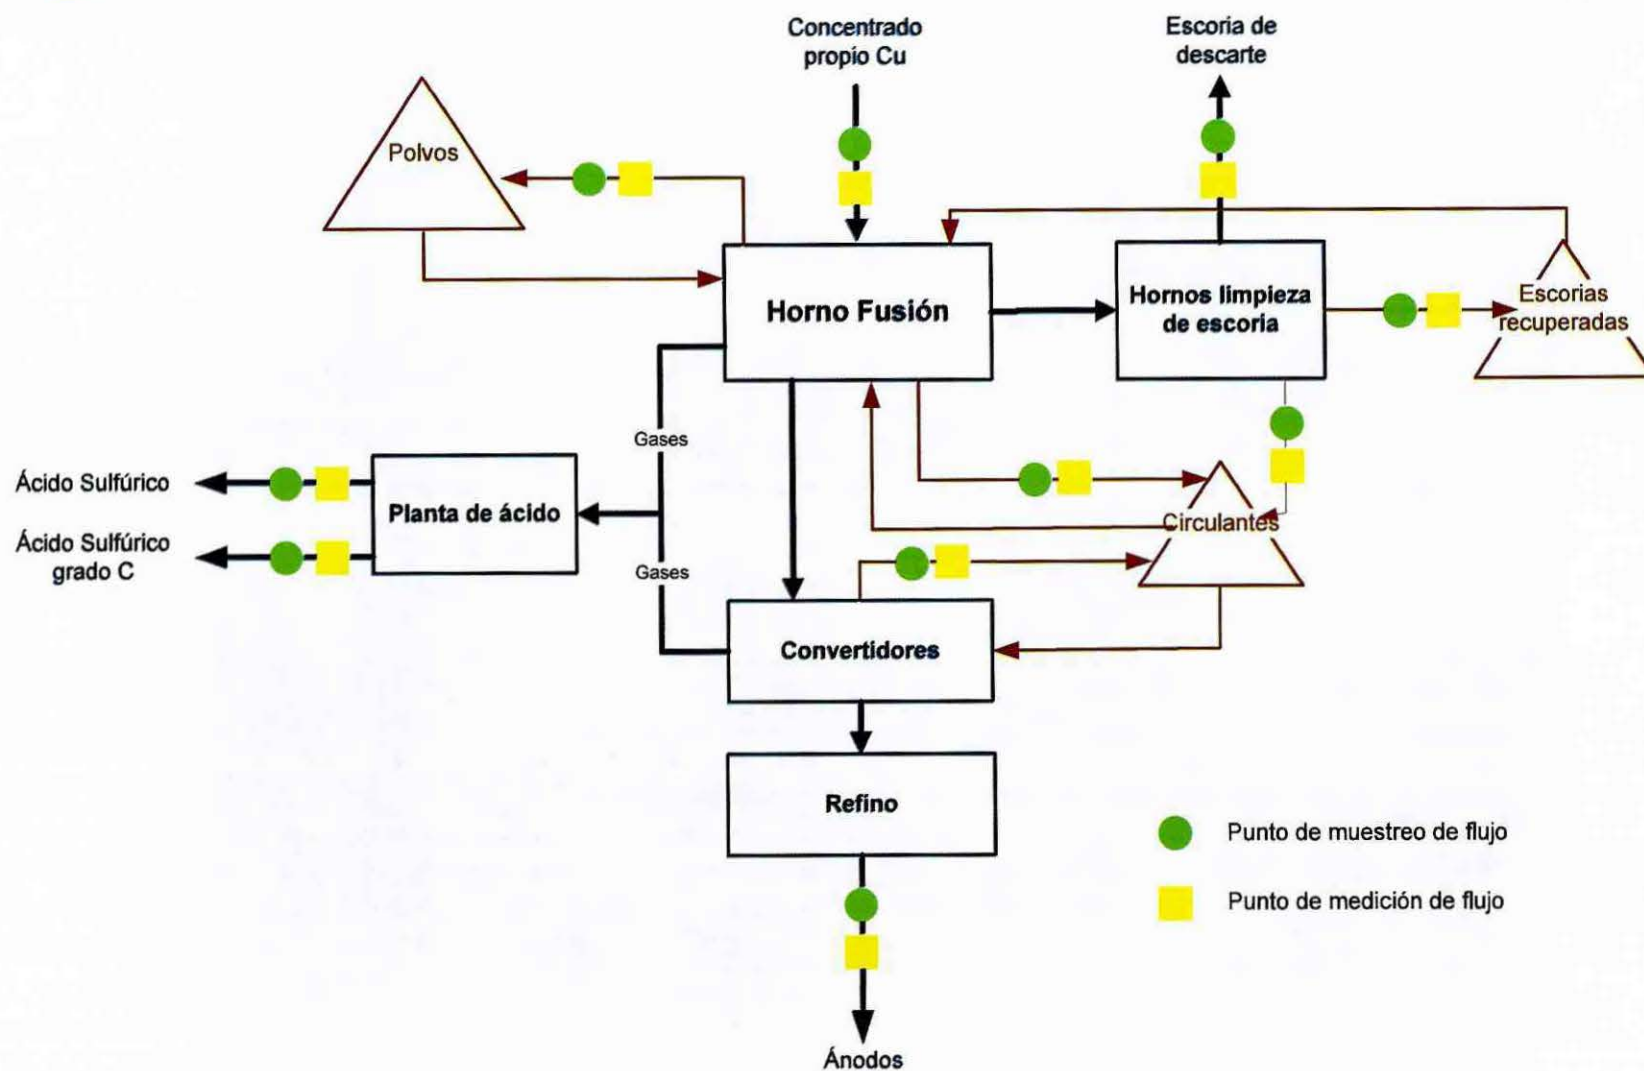 Concentrado
propio Cu
Escoria de
descarte
Polvos
Horno Fusión
Hornos limpieza
de escoria
Escorias
recuperadas
Gases
Ácido Sulfúrico
Planta de ácido
Circulantes
Ácido Sulfúrico
grado C
Gases
Convertidores
Refino
Punto de muestreo de flujo
Punto de medición de flujo
Ánodos